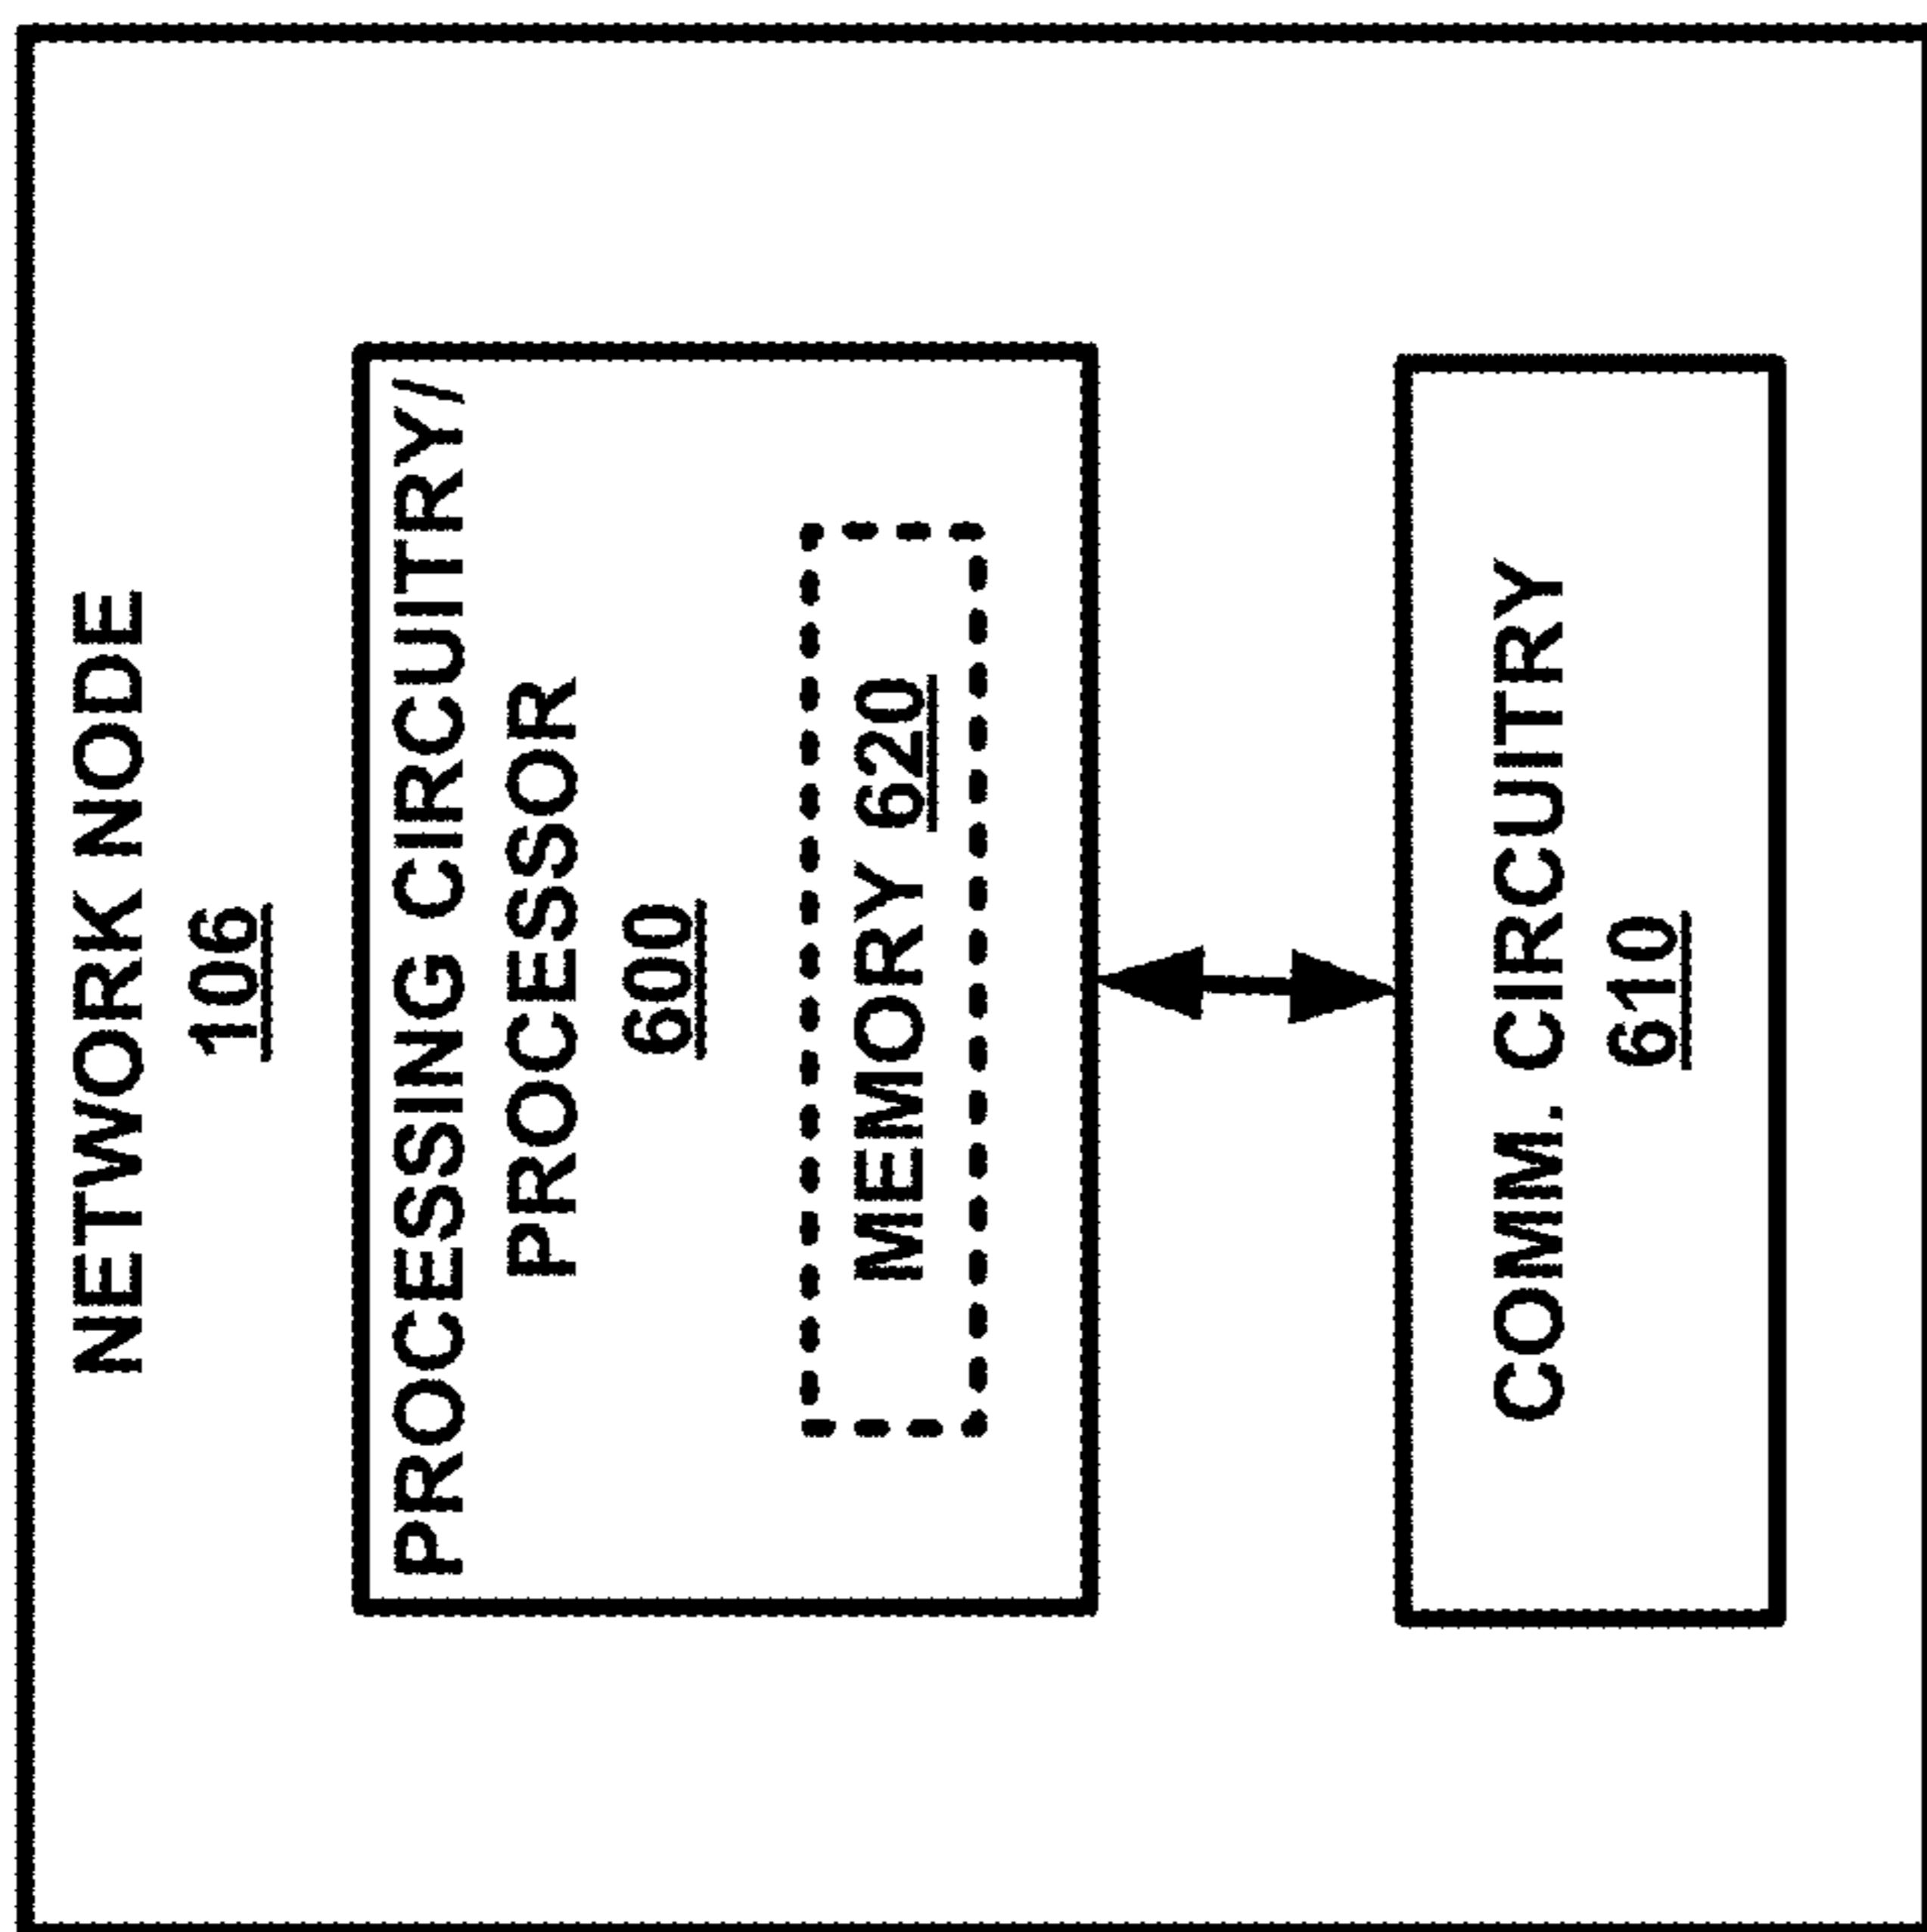 NETWORK NODE
106
PROCESSING CIRCUITRY/
PROCESSOR
600
MEMORY 620
COMM. CIRCUITRY
610